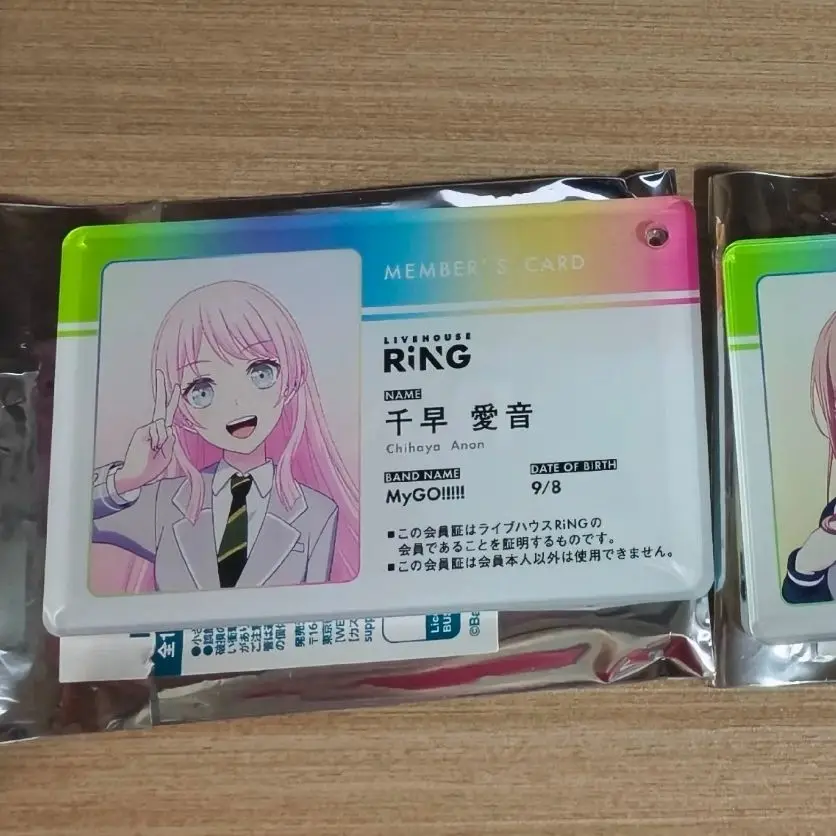 MEMBER'S CARD
LIVEHOUSE
RiNG
NAME
千早 愛音
Chihaya Anon
BAND NAME
DATE OF BIRTH
MyGO!!!!!
9/8
■この会員証はライブハウスRiNGの
会員であることを証明するものです。
■この会員証は会員本人以外は使用できません。